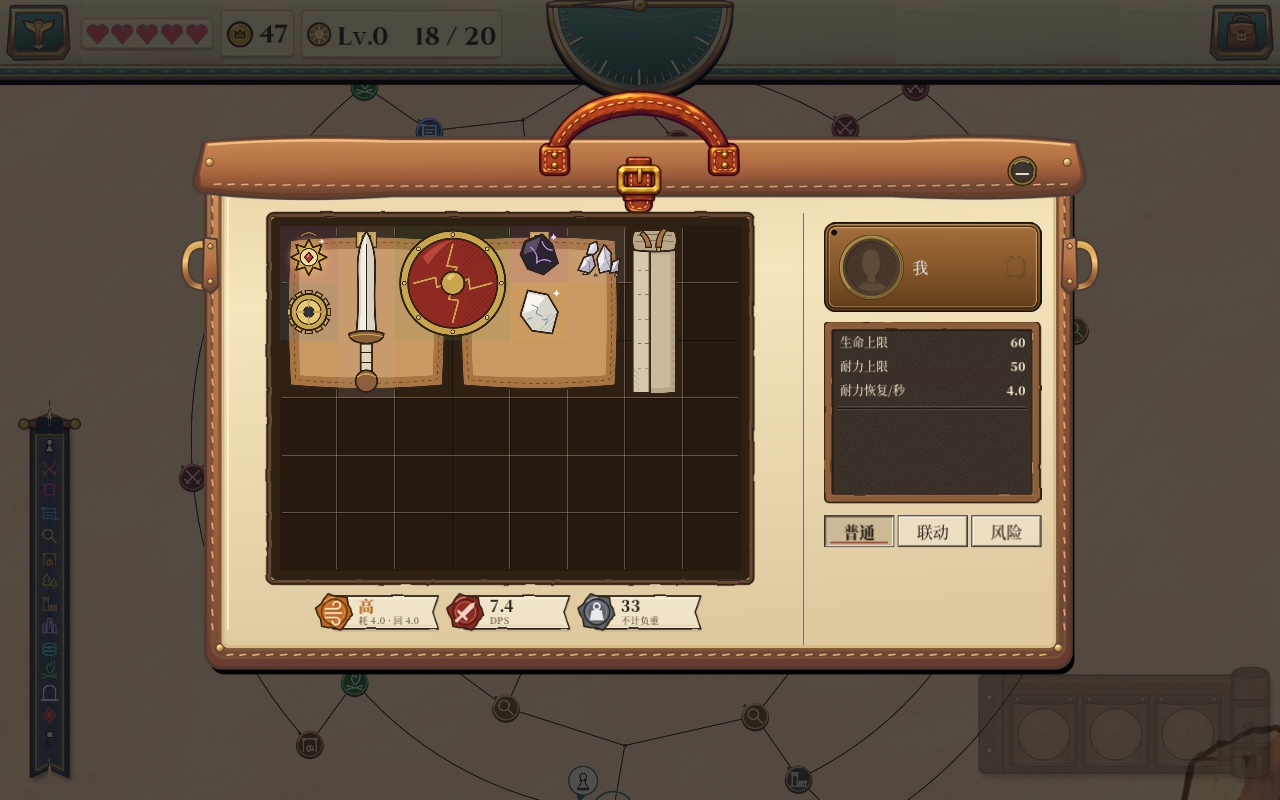 47
Lv.0 18 / 20
我
生命上限 60
耐力上限 50
耐力恢复/秒 4.0
普通 联动 风险
高
耗 4.0 · 回 4.0
7.4
DPS
33
不计负重